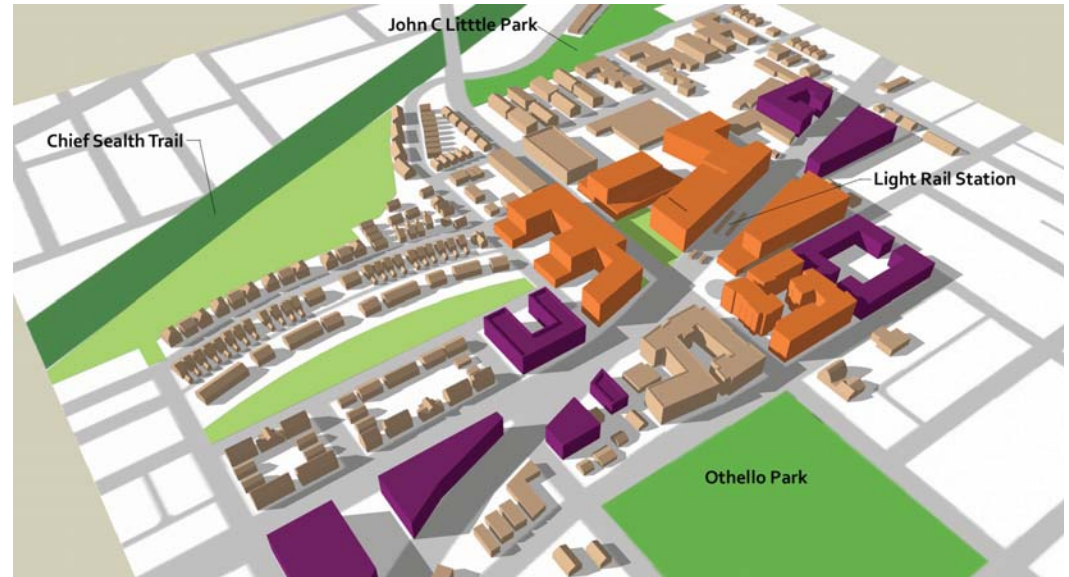 John C Litttle Park
Chief Sealth Trail
Light Rail Station
Othello Park